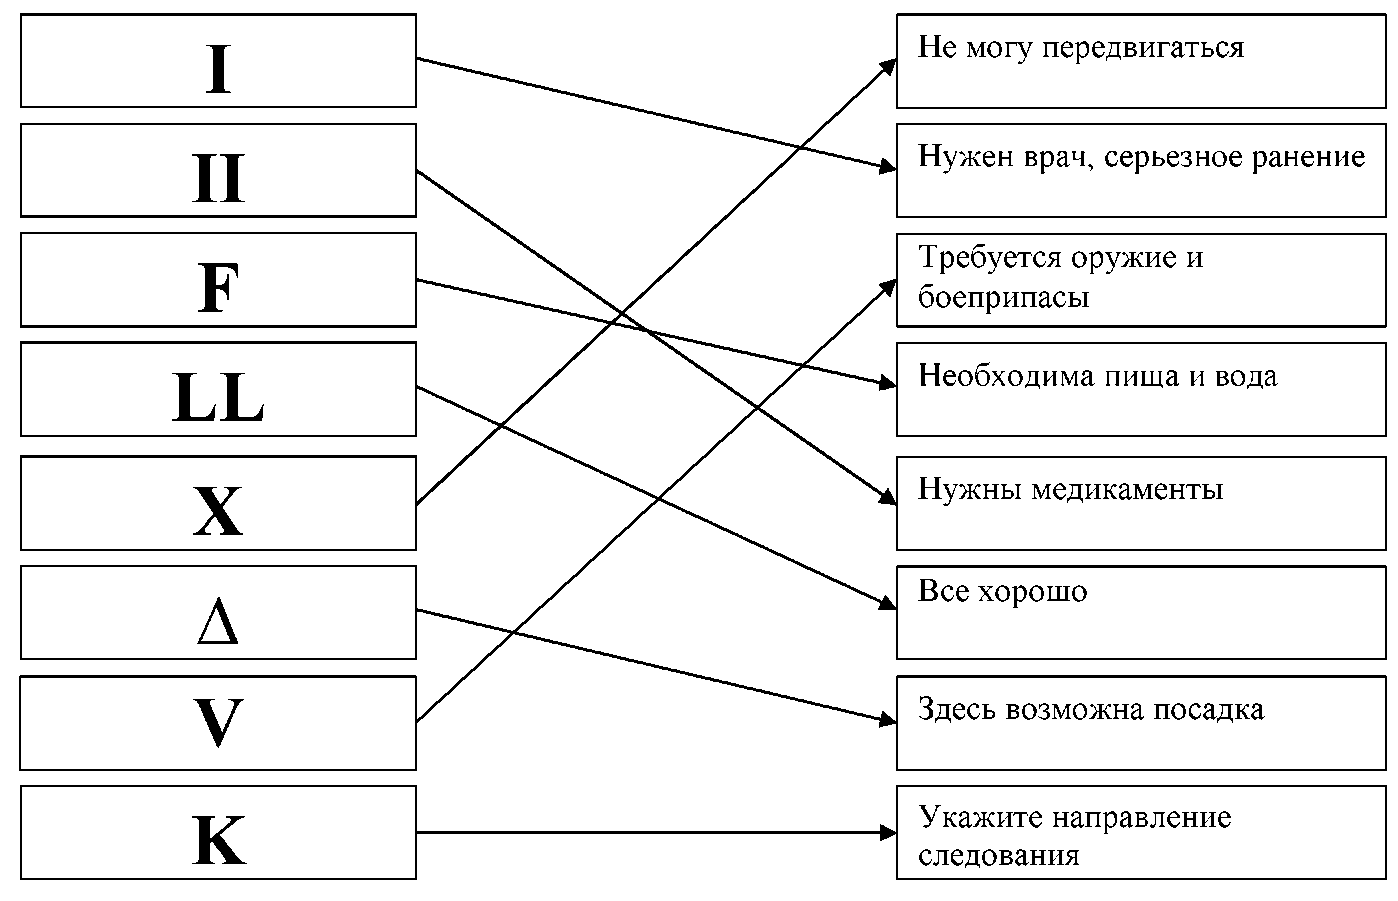 I
Не могу передвигаться
II
Нужен врач, серьезное ранение
F
Требуется оружие и
боеприпасы
LL
Необходима пища и вода
X
Нужны медикаменты
Δ
Все хорошо
V
Здесь возможна посадка
K
Укажите направление
следования